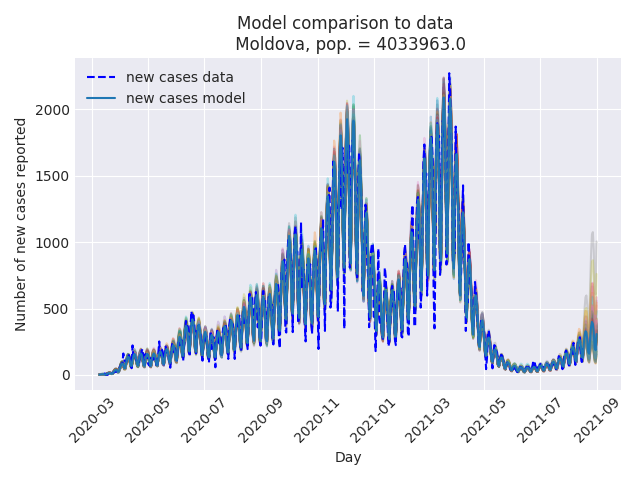 Model comparison to data
Moldova, pop. = 4033963.0
new cases data
new cases model
Number of new cases reported
2000
1500
1000
500
0
2020-03
2020-05
2020-07
2020-09
2020-11
2021-01
2021-03
2021-05
2021-07
2021-09
Day